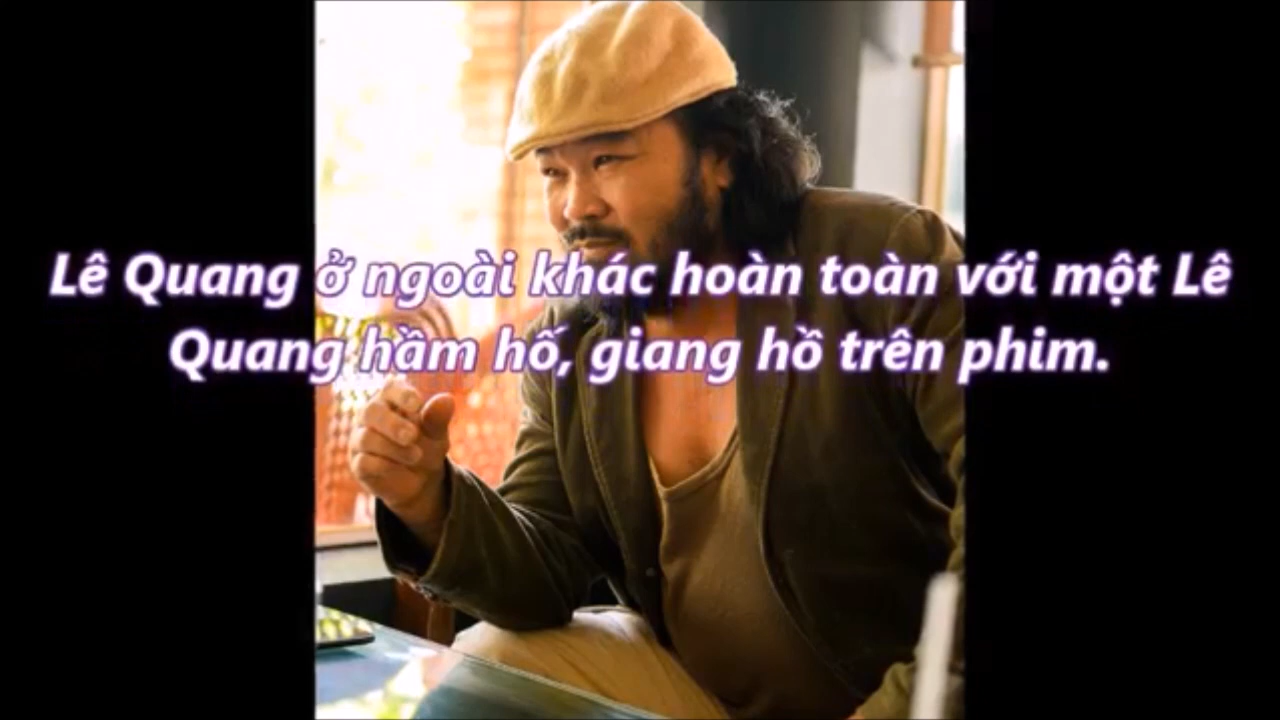 Lê Quang ở ngoài khác hoàn toàn với một Lê
Quang hầm hố, giang hồ trên phim.